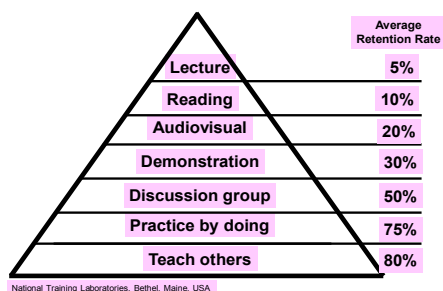 Average
Retention Rate
Lecture 5%
Reading 10%
Audiovisual 20%
Demonstration 30%
Discussion group 50%
Practice by doing 75%
Teach others 80%
National Training Laboratories, Bethel, Maine, USA